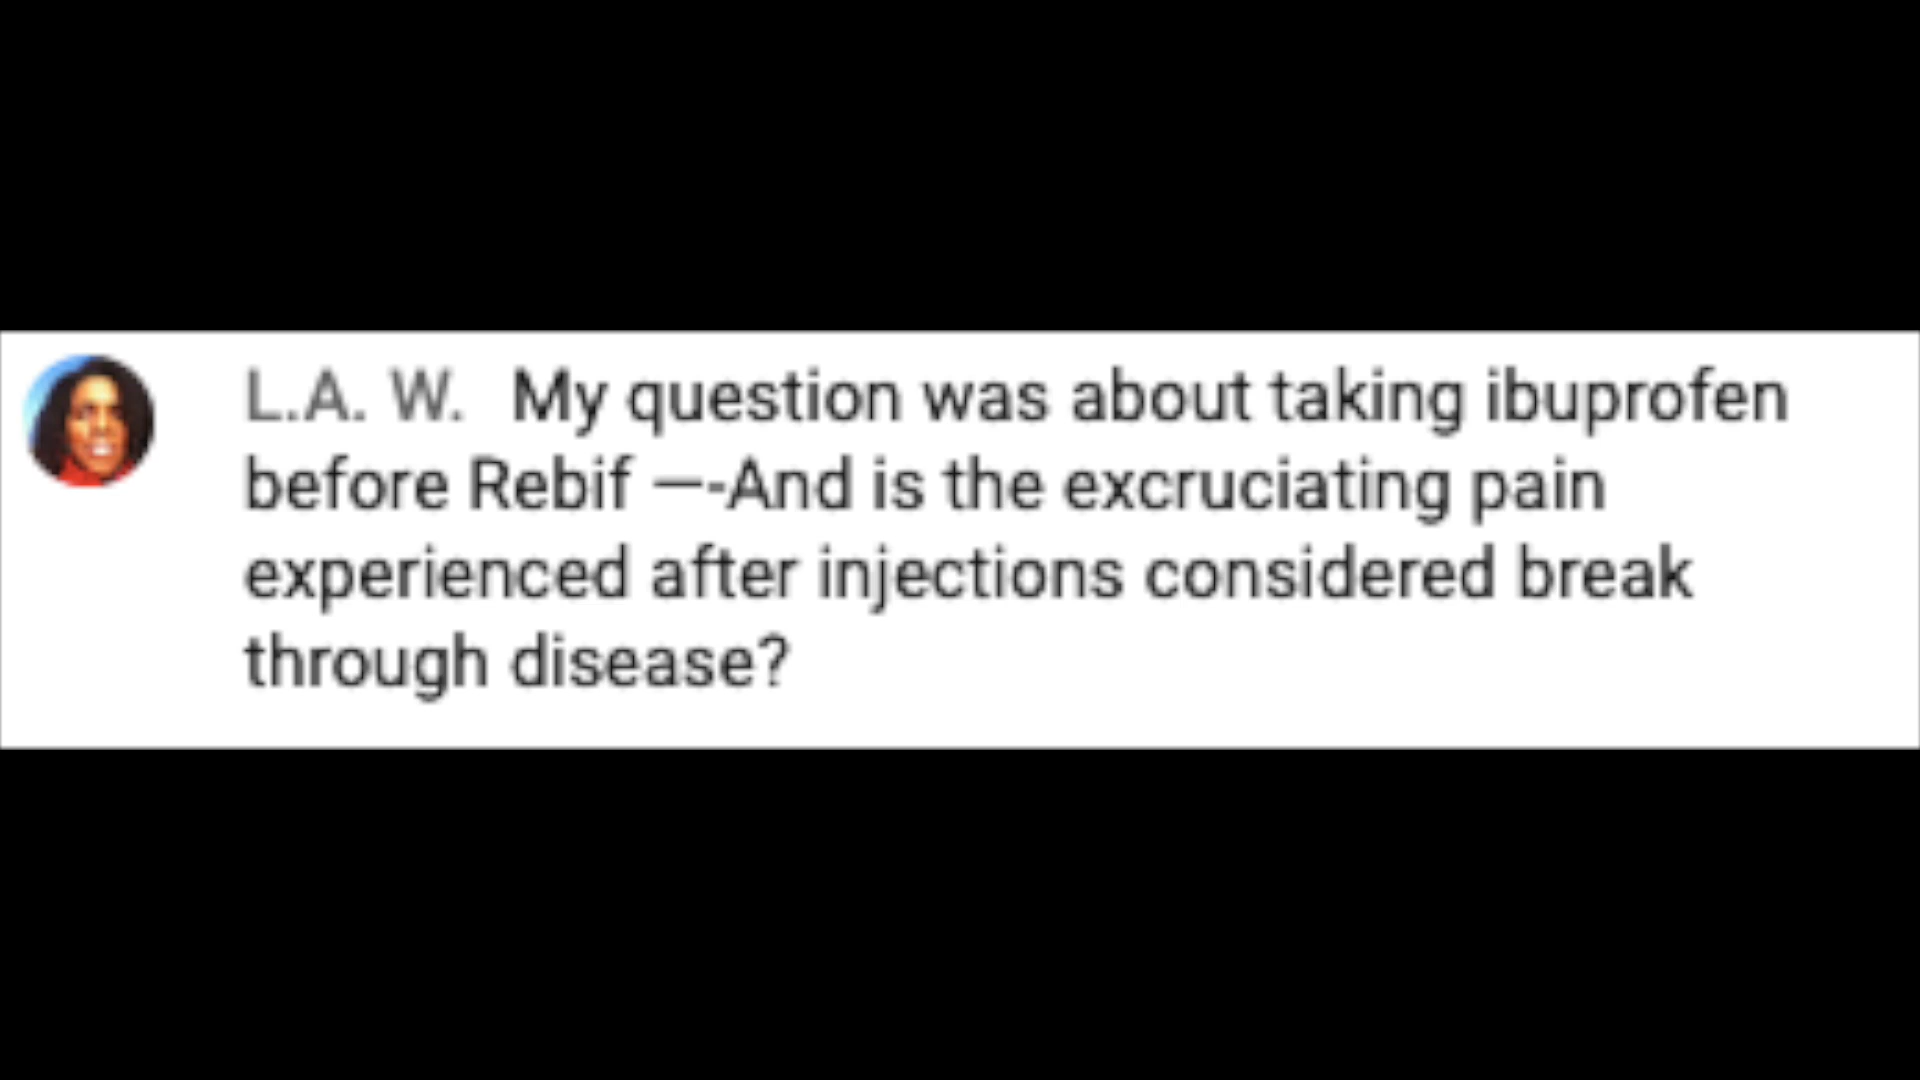 L.A. W. My question was about taking ibuprofen
before Rebif —-And is the excruciating pain
experienced after injections considered break
through disease?